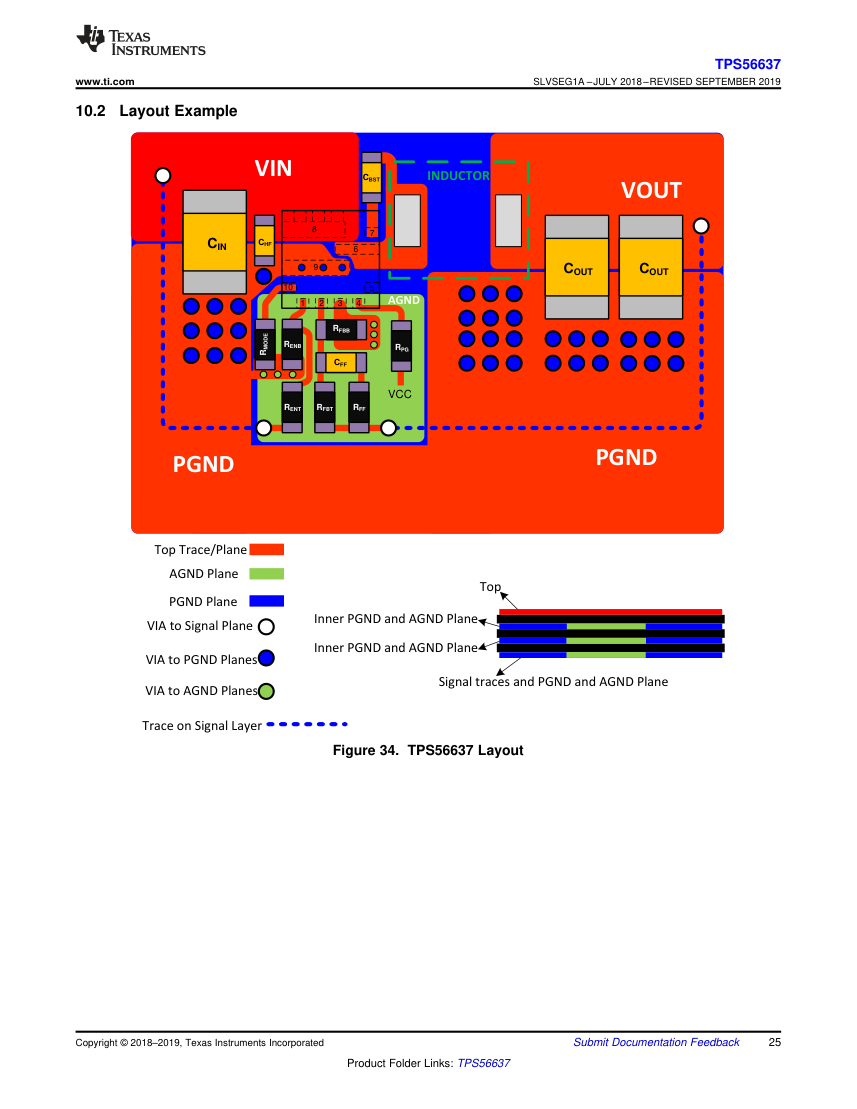 TEXAS
INSTRUMENTS
TPS56637
www.ti.com
SLVSEG1A –JULY 2018–REVISED SEPTEMBER 2019
10.2 Layout Example
VIN
CBST
INDUCTOR
VOUT
CIN
CHF
8
7
6
9
COUT
COUT
10
5
1 2 3 4
AGND
RMODE
RENB
RFBB
RPG
CFF
VCC
RENT
RFBT
RFF
PGND
PGND
Top Trace/Plane
AGND Plane
PGND Plane
VIA to Signal Plane
VIA to PGND Planes
VIA to AGND Planes
Trace on Signal Layer
Top
Inner PGND and AGND Plane
Inner PGND and AGND Plane
Signal traces and PGND and AGND Plane
Figure 34. TPS56637 Layout
Copyright © 2018–2019, Texas Instruments Incorporated
Submit Documentation Feedback
25
Product Folder Links: TPS56637